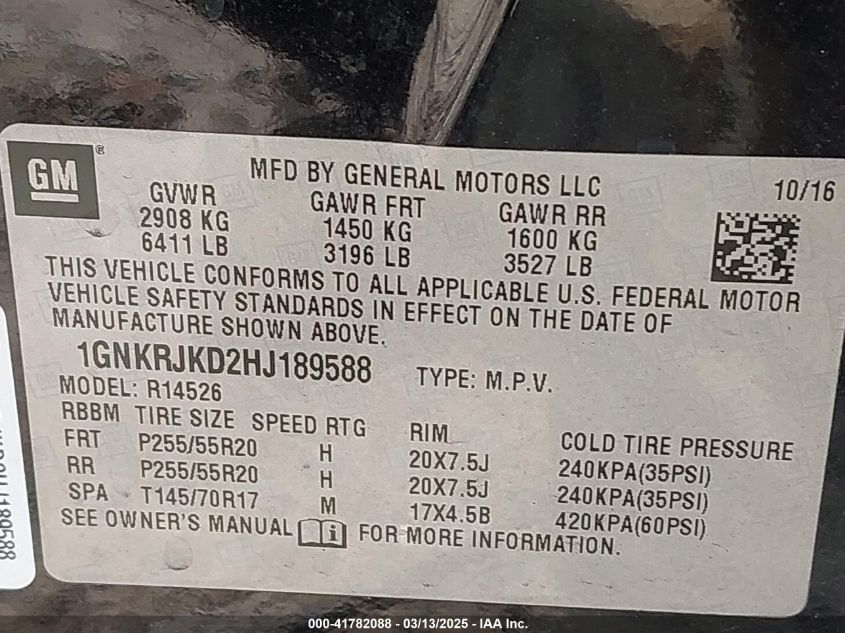 GM
MFD BY GENERAL MOTORS LLC
10/16
GVWR GAWR FRT GAWR RR
2908 KG 1450 KG 1600 KG
6411 LB 3196 LB 3527 LB
THIS VEHICLE CONFORMS TO ALL APPLICABLE U.S. FEDERAL MOTOR
VEHICLE SAFETY STANDARDS IN EFFECT ON THE DATE OF
MANUFACTURE SHOWN ABOVE.
1GNKRJKD2HJ189588 TYPE: M.P.V.
MODEL: R14526
RBBM TIRE SIZE SPEED RTG RIM COLD TIRE PRESSURE
FRT P255/55R20 H 20X7.5J 240KPA(35PSI)
RR P255/55R20 H 20X7.5J 240KPA(35PSI)
SPA T145/70R17 M 17X4.5B 420KPA(60PSI)
SEE OWNER'S MANUAL i FOR MORE INFORMATION.
10001-41782088 - 03/13/2025 - IAA Inc.